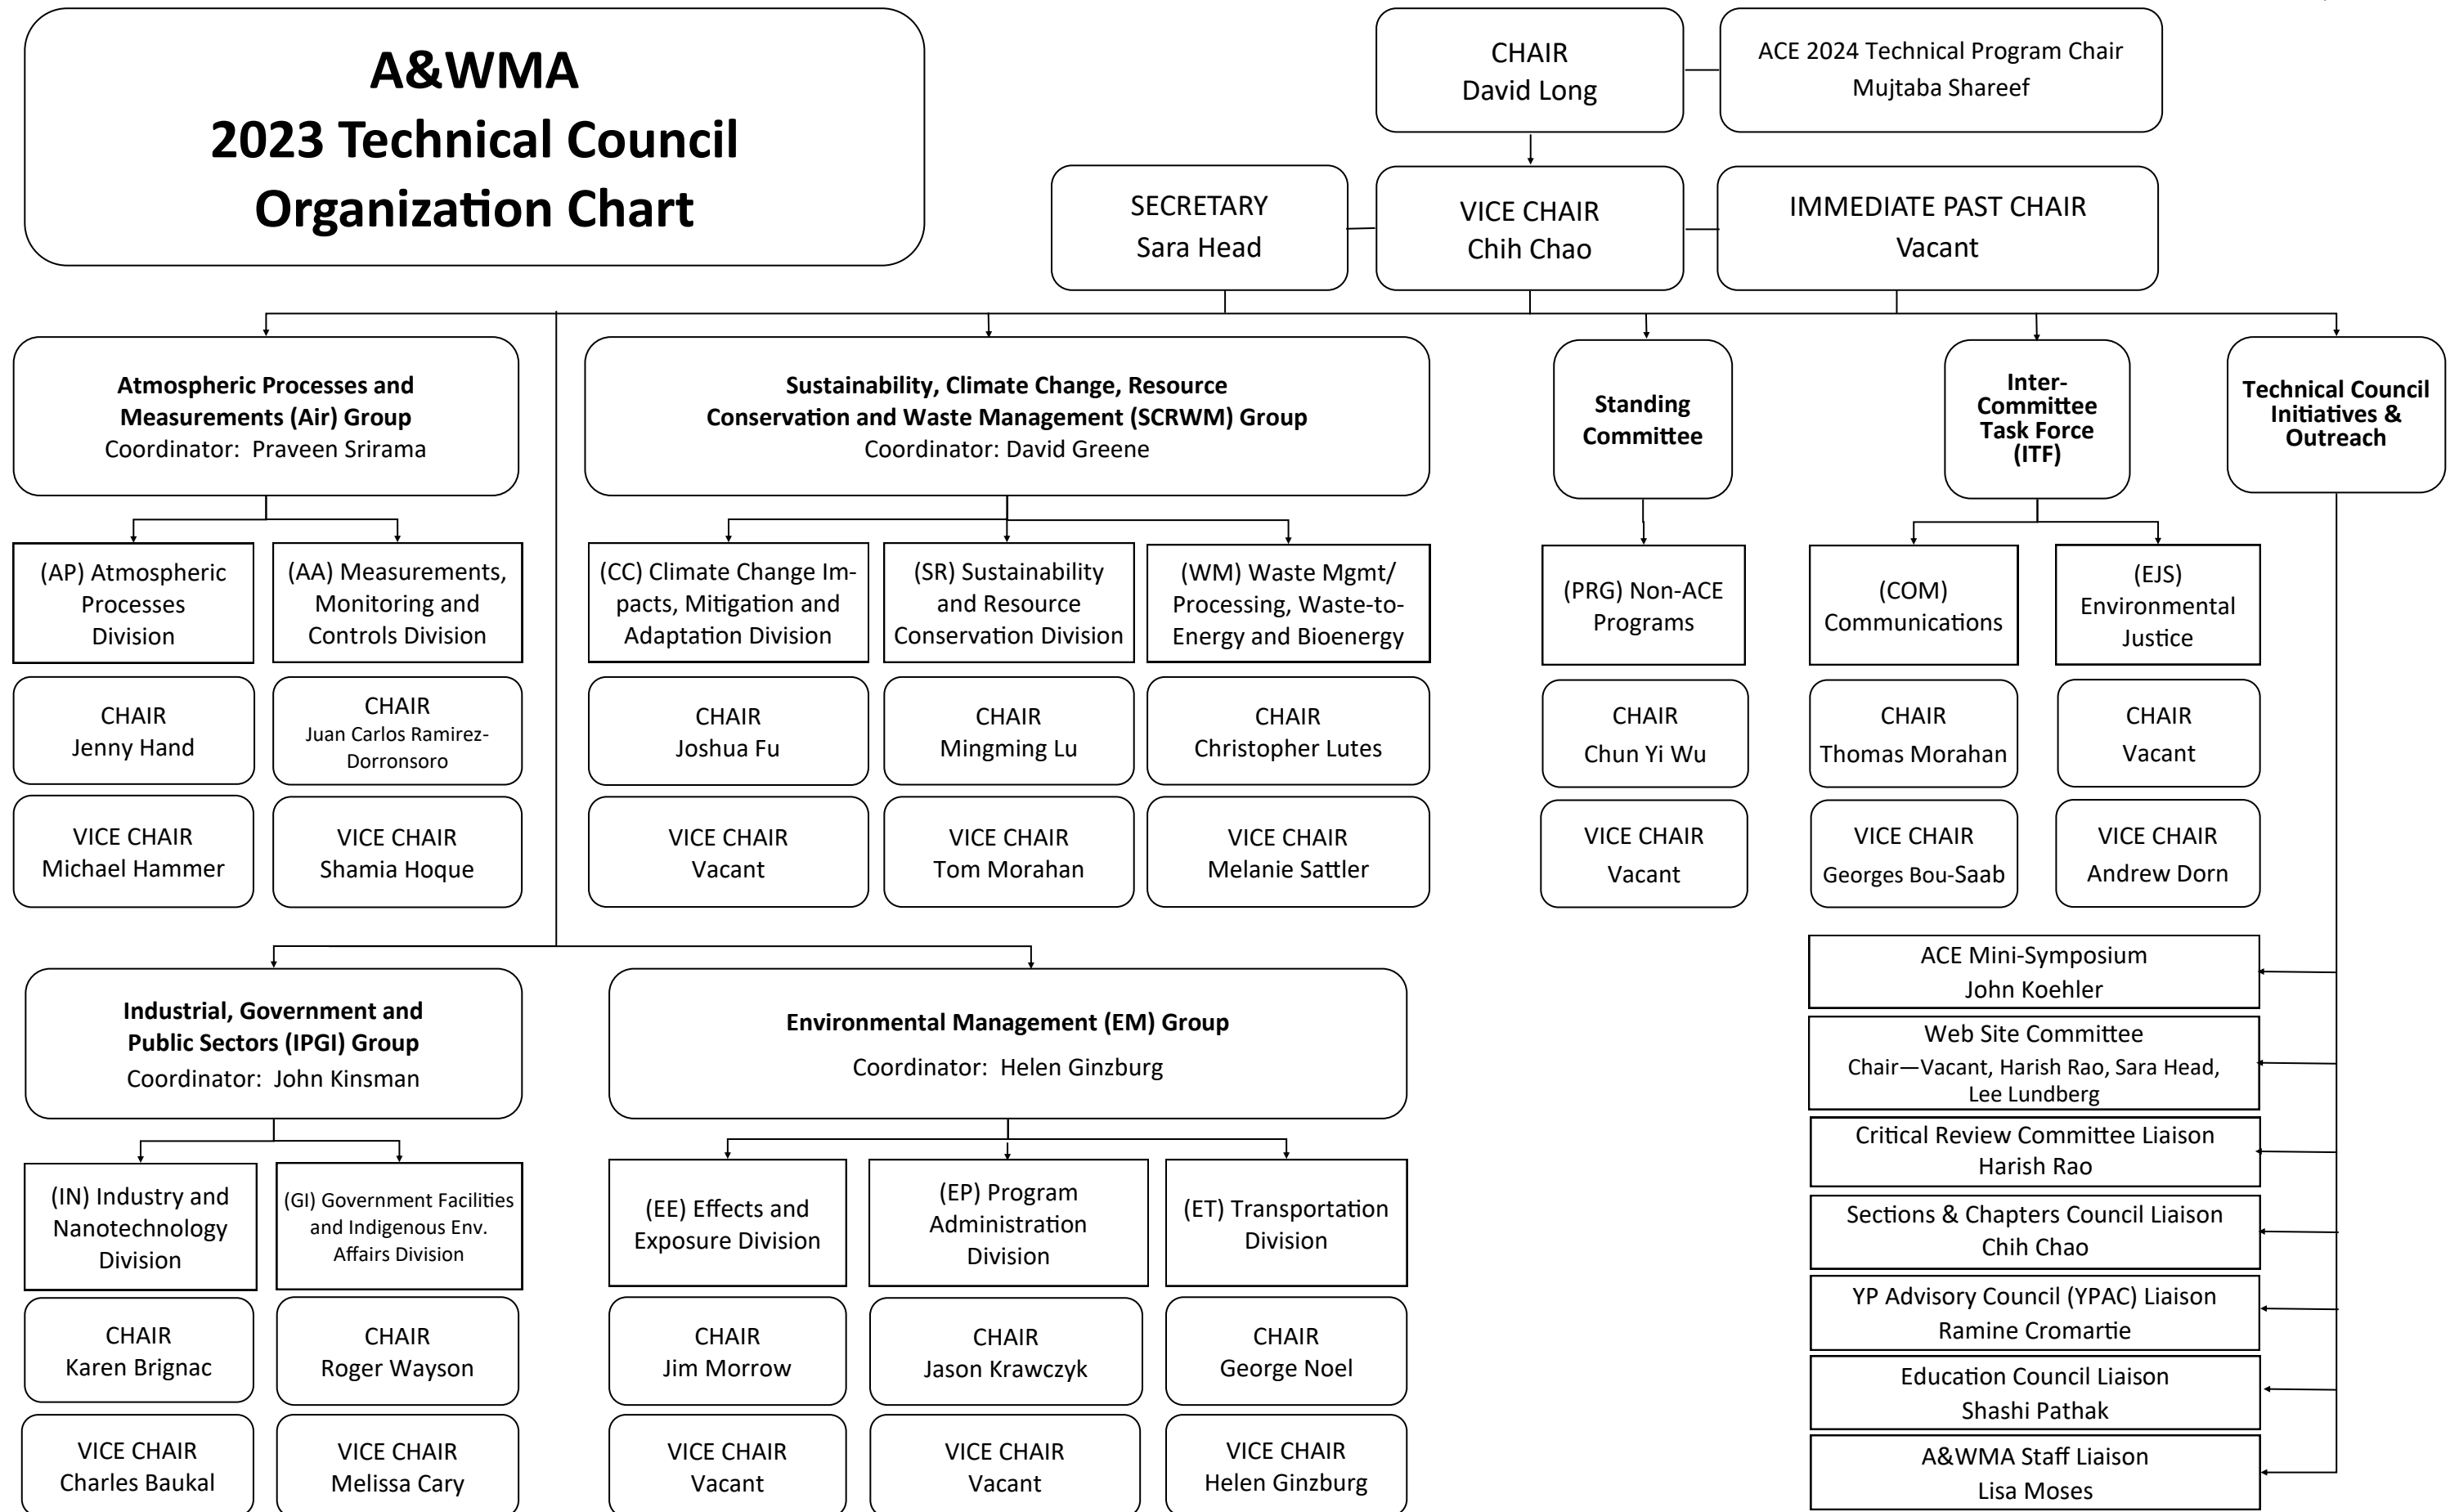 A&WMA
2023 Technical Council
Organization Chart
CHAIR
David Long
ACE 2024 Technical Program Chair
Mujtaba Shareef
SECRETARY
Sara Head
VICE CHAIR
Chih Chao
IMMEDIATE PAST CHAIR
Vacant
Atmospheric Processes and
Measurements (Air) Group
Coordinator: Praveen Srirama
Sustainability, Climate Change, Resource
Conservation and Waste Management (SCRWM) Group
Coordinator: David Greene
Standing
Committee
Inter-
Committee
Task Force
(ITF)
Technical Council
Initiatives &
Outreach
(AP) Atmospheric
Processes
Division
(AA) Measurements,
Monitoring and
Controls Division
(CC) Climate Change Im-
pacts, Mitigation and
Adaptation Division
(SR) Sustainability
and Resource
Conservation Division
(WM) Waste Mgmt/
Processing, Waste-to-
Energy and Bioenergy
(PRG) Non-ACE
Programs
(COM)
Communications
(EJS)
Environmental
Justice
CHAIR
Jenny Hand
CHAIR
Juan Carlos Ramirez-
Dorronsoro
CHAIR
Joshua Fu
CHAIR
Mingming Lu
CHAIR
Christopher Lutes
CHAIR
Chun Yi Wu
CHAIR
Thomas Morahan
CHAIR
Vacant
VICE CHAIR
Michael Hammer
VICE CHAIR
Shamia Hoque
VICE CHAIR
Vacant
VICE CHAIR
Tom Morahan
VICE CHAIR
Melanie Sattler
VICE CHAIR
Vacant
VICE CHAIR
Georges Bou-Saab
VICE CHAIR
Andrew Dorn
Industrial, Government and
Public Sectors (IPGI) Group
Coordinator: John Kinsman
Environmental Management (EM) Group
Coordinator: Helen Ginzburg
(IN) Industry and
Nanotechnology
Division
(GI) Government Facilities
and Indigenous Env.
Affairs Division
(EE) Effects and
Exposure Division
(EP) Program
Administration
Division
(ET) Transportation
Division
CHAIR
Karen Brignac
CHAIR
Roger Wayson
CHAIR
Jim Morrow
CHAIR
Jason Krawczyk
CHAIR
George Noel
VICE CHAIR
Charles Baukal
VICE CHAIR
Melissa Cary
VICE CHAIR
Vacant
VICE CHAIR
Vacant
VICE CHAIR
Helen Ginzburg
ACE Mini-Symposium
John Koehler
Web Site Committee
Chair—Vacant, Harish Rao, Sara Head,
Lee Lundberg
Critical Review Committee Liaison
Harish Rao
Sections & Chapters Council Liaison
Chih Chao
YP Advisory Council (YPAC) Liaison
Ramine Cromartie
Education Council Liaison
Shashi Pathak
A&WMA Staff Liaison
Lisa Moses